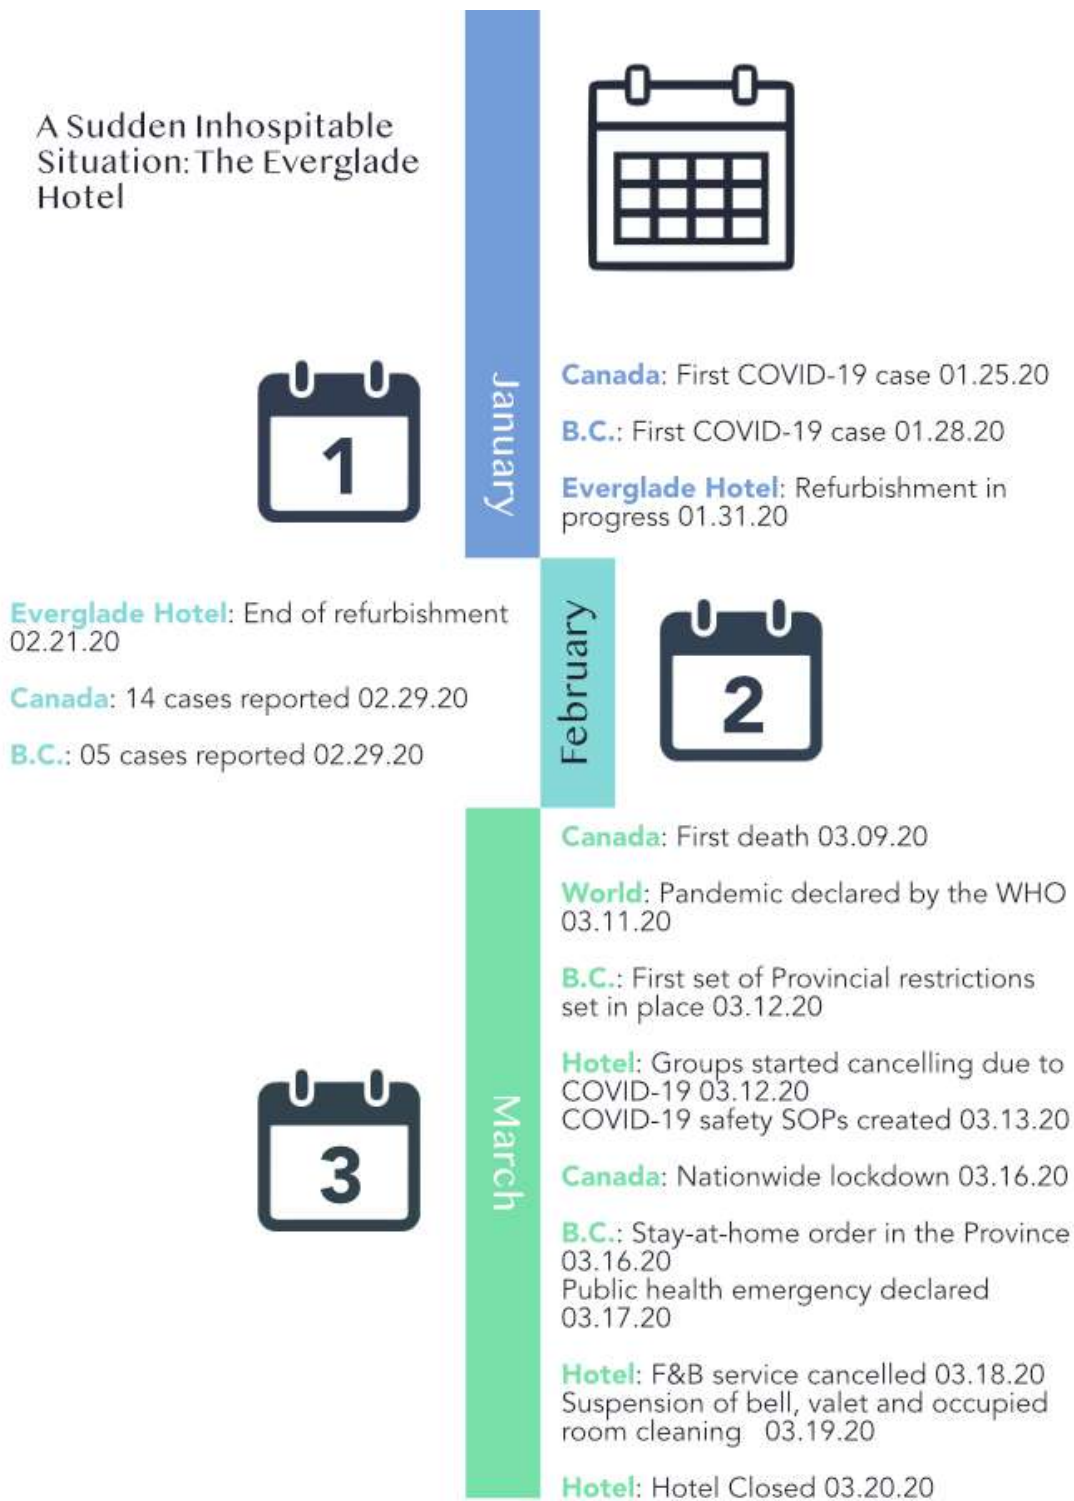 A Sudden Inhospitable
Situation: The Everglade
Hotel
January
1
Canada: First COVID-19 case 01.25.20
B.C.: First COVID-19 case 01.28.20
Everglade Hotel: Refurbishment in
progress 01.31.20
February
2
Everglade Hotel: End of refurbishment
02.21.20
Canada: 14 cases reported 02.29.20
B.C.: 05 cases reported 02.29.20
March
3
Canada: First death 03.09.20
World: Pandemic declared by the WHO
03.11.20
B.C.: First set of Provincial restrictions
set in place 03.12.20
Hotel: Groups started cancelling due to
COVID-19 03.12.20
COVID-19 safety SOPs created 03.13.20
Canada: Nationwide lockdown 03.16.20
B.C.: Stay-at-home order in the Province
03.16.20
Public health emergency declared
03.17.20
Hotel: F&B service cancelled 03.18.20
Suspension of bell, valet and occupied
room cleaning 03.19.20
Hotel: Hotel Closed 03.20.20